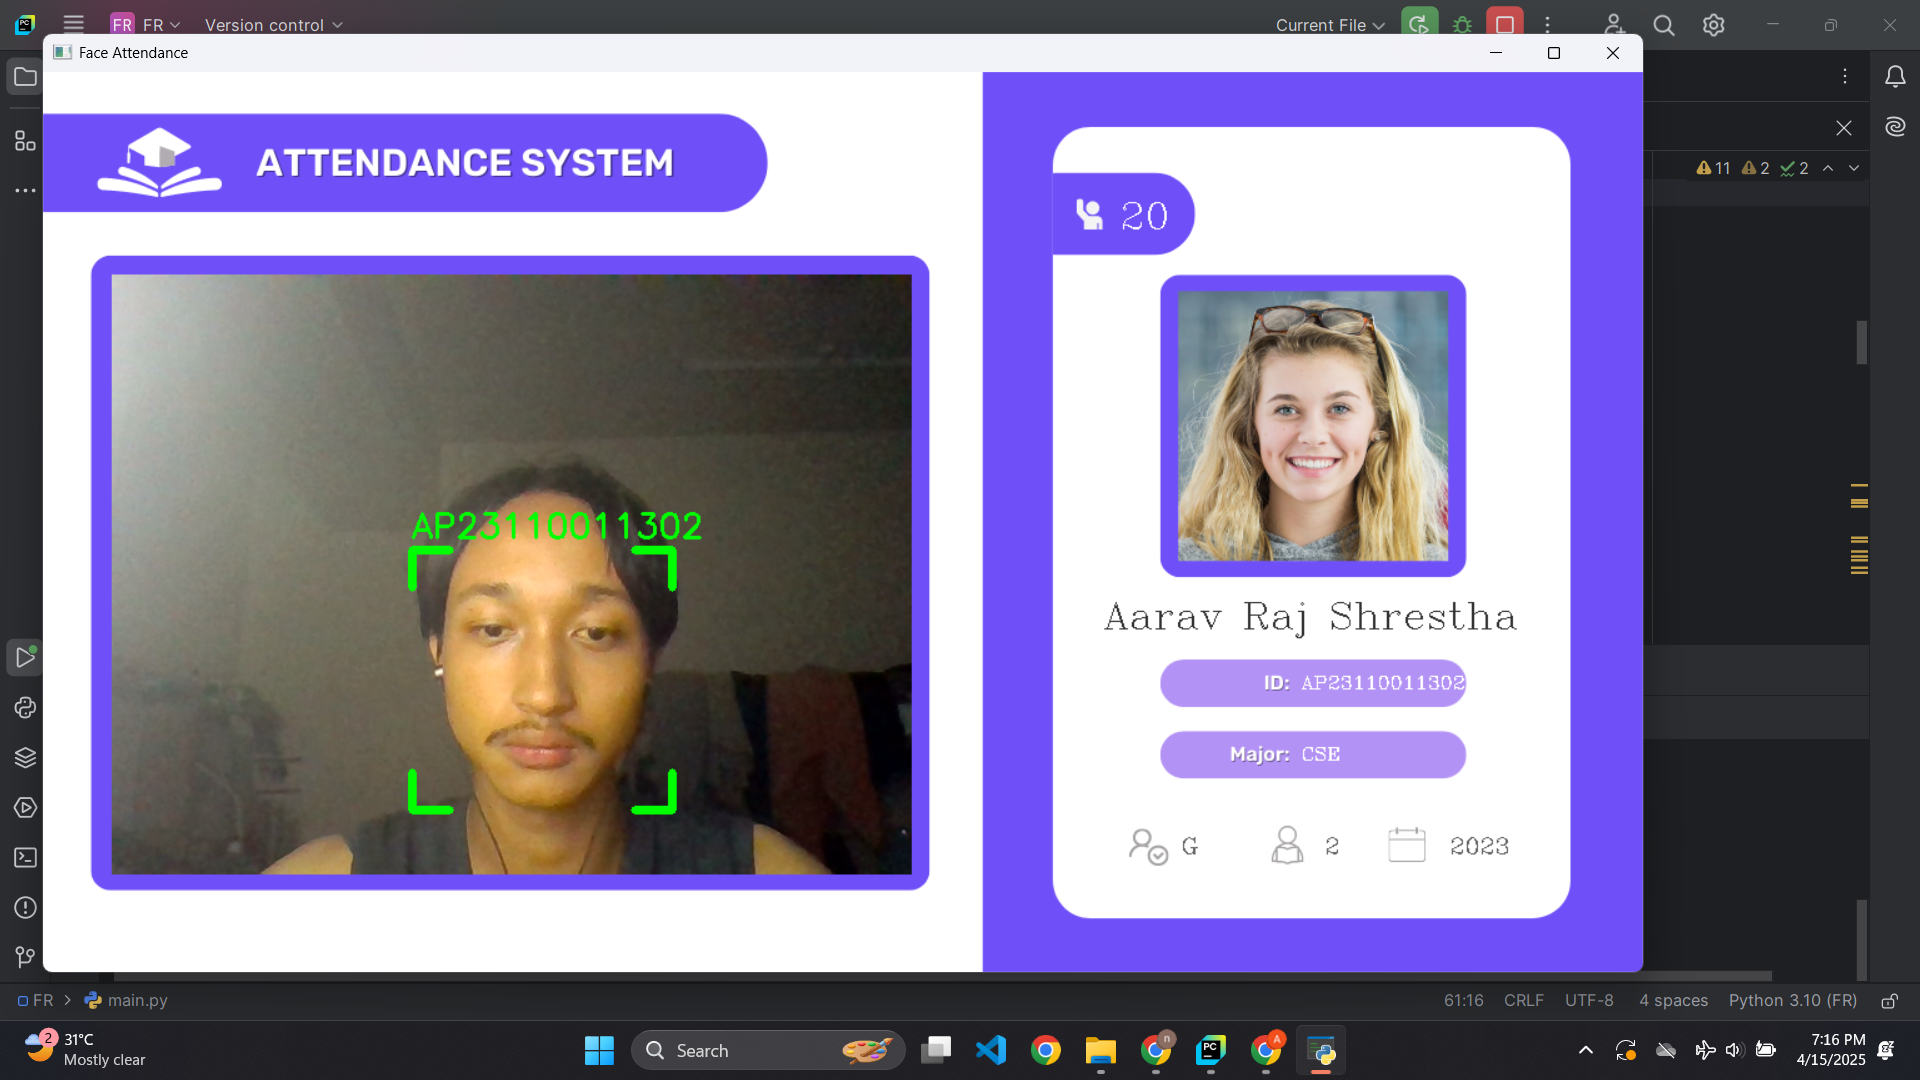 FR FR Version control Current File
Face Attendance
11 2 2
ATTENDANCE SYSTEM
20
AP23110011302
Aarav Raj Shrestha
ID: AP23110011302
Major: CSE
G 2 2023
FR > main.py 61:16 CRLF UTF-8 4 spaces Python 3.10 (FR)
2 31°C
Mostly clear
Search
PC
n
A
7:16 PM
4/15/2025